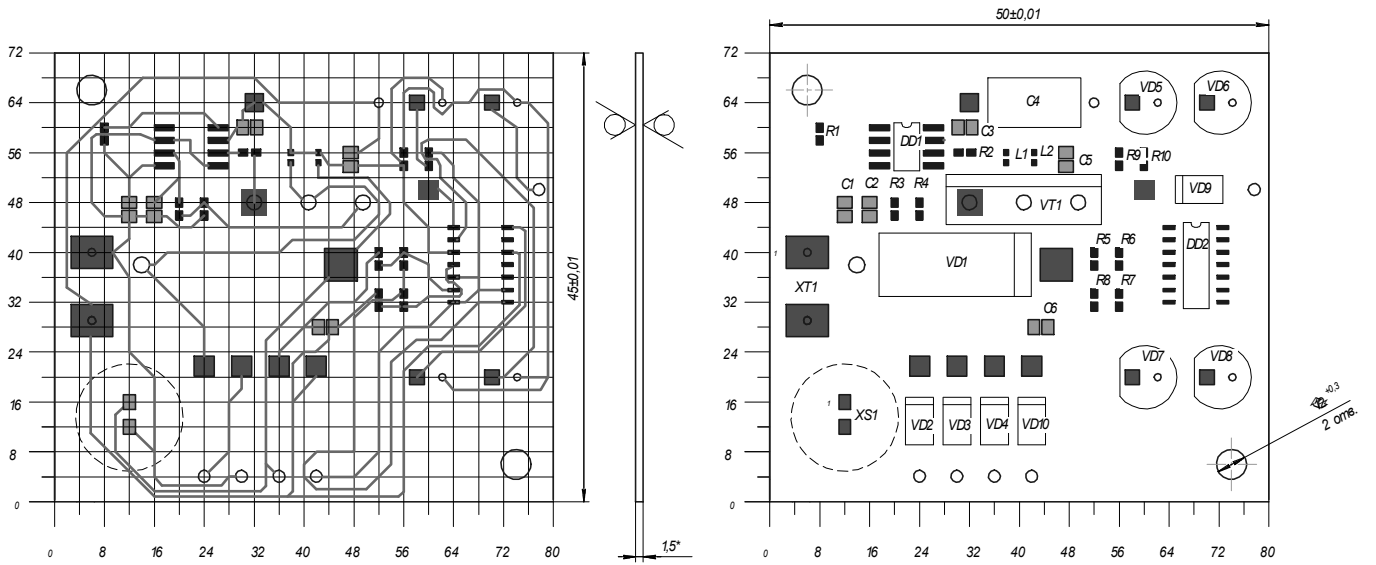 50±0,01
72
64
56
48
40
32
24
16
8
0
0
8
16
24
32
40
48
56
64
72
80
45±0,01
1,5*
72
64
56
48
40
32
24
16
8
0
0
8
16
24
32
40
48
56
64
72
80
C4
VD5
VD6
R1
DD1
C3
R2
L1
L2
C5
R9
R10
C1
C2
R3
R4
VT1
VD9
1
XT1
VD1
R5
R6
DD2
R8
R7
C6
VD7
VD8
1
XS1
VD2
VD3
VD4
VD10
+0.3
2 отв.